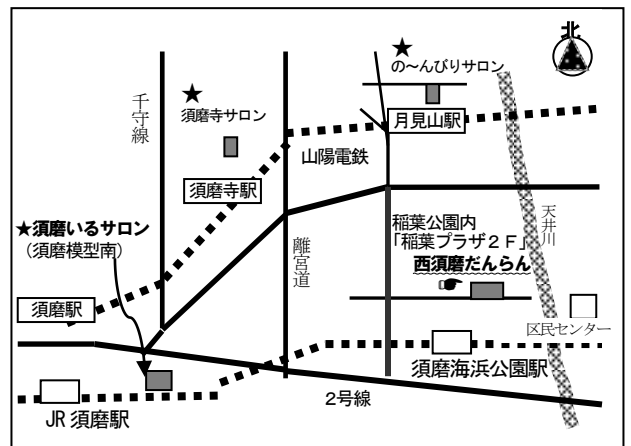 北
★
の～んびりサロン
千守線
★
須磨寺サロン
月見山駅
山陽電鉄
須磨寺駅
★須磨いるサロン
（須磨模型南）
離宮道
稲葉公園内
「稲葉プラザ２Ｆ」
西須磨だんらん
天井川
須磨駅
区民センター
須磨海浜公園駅
2号線
JR 須磨駅